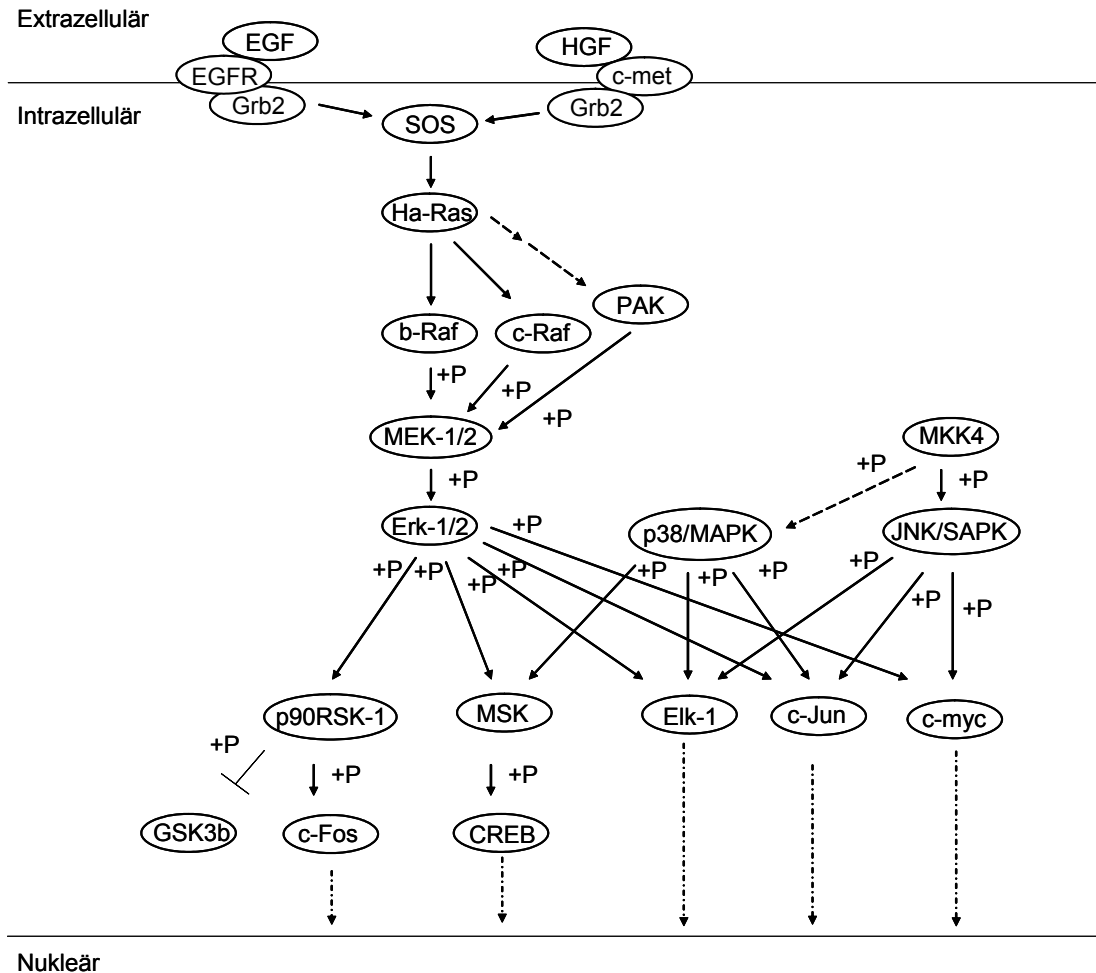 Extrazellulär
EGF
HGF
EGFR
c-met
Grb2
Grb2
Intrazellulär
SOS
Ha-Ras
PAK
b-Raf
c-Raf
+P
+P
+P
MEK-1/2
MKK4
+P
+P
+P
Erk-1/2
+P
p38/MAPK
JNK/SAPK
+P
+P
+P
+P
+P
+P
+P
+P
+P
p90RSK-1
MSK
Elk-1
c-Jun
c-myc
+P
+P
+P
GSK3b
c-Fos
CREB
Nukleär